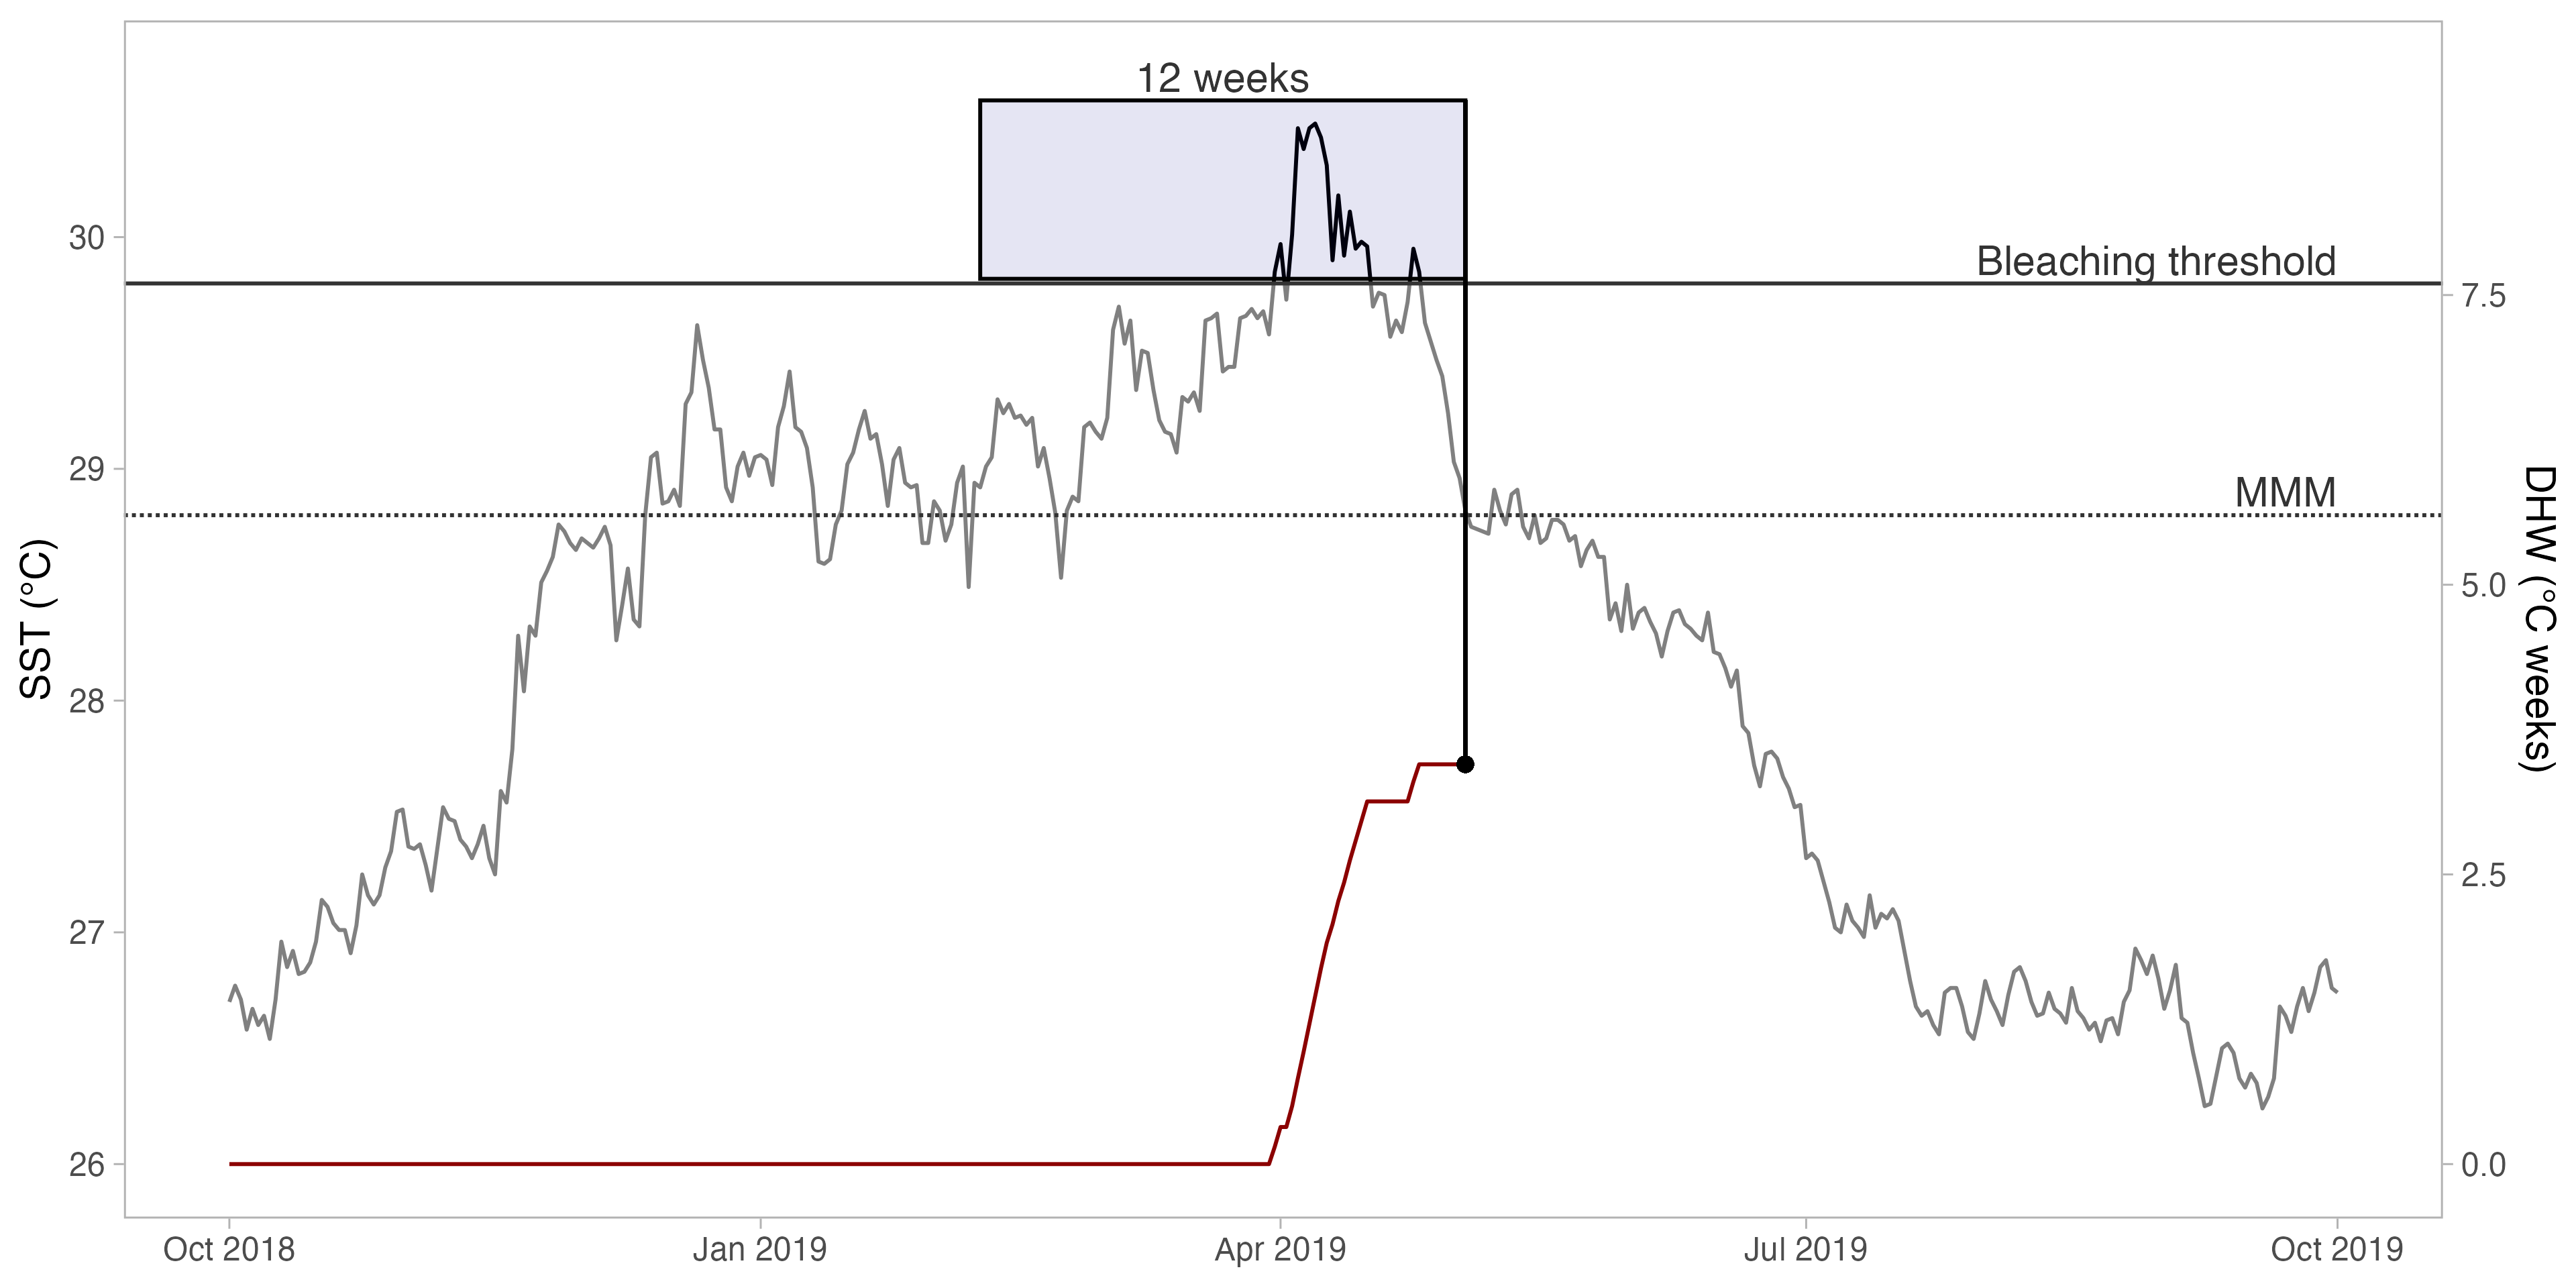 12 weeks
Bleaching threshold
MMM
SST (°C)
30
29
28
27
26
DHW (°C weeks)
7.5
5.0
2.5
0.0
Oct 2018
Jan 2019
Apr 2019
Jul 2019
Oct 2019